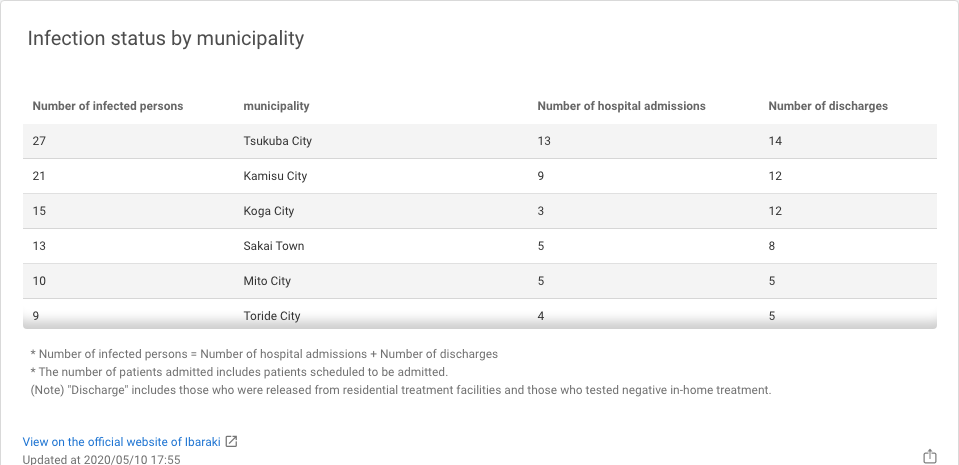 Infection status by municipality
Number of infected persons municipality Number of hospital admissions Number of discharges
27 Tsukuba City 13 14
21 Kamisu City 9 12
15 Koga City 3 12
13 Sakai Town 5 8
10 Mito City 5 5
9 Toride City 4 5
* Number of infected persons = Number of hospital admissions + Number of discharges
* The number of patients admitted includes patients scheduled to be admitted.
(Note) "Discharge" includes those who were released from residential treatment facilities and those who tested negative in-home treatment.
View on the official website of Ibaraki
Updated at 2020/05/10 17:55